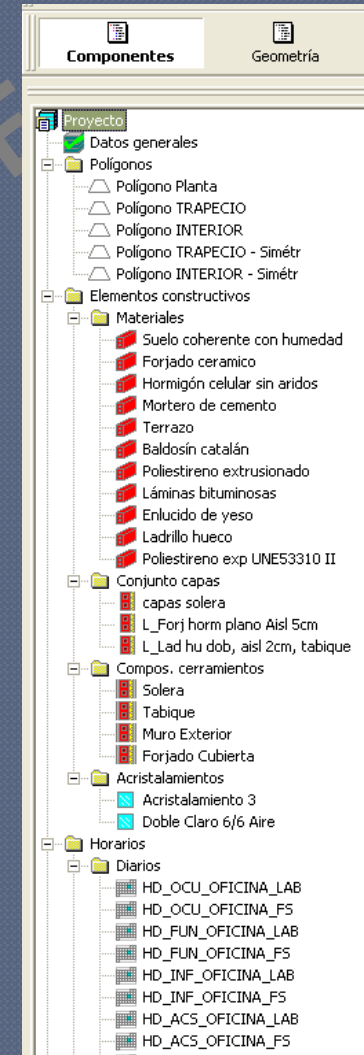 Componentes
Geometría
Proyecto
Datos generales
Polígonos
Polígono Planta
Polígono TRAPECIO
Polígono INTERIOR
Polígono TRAPECIO - Simétr
Polígono INTERIOR - Simétr
Elementos constructivos
Materiales
Suelo coherente con humedad
Forjado ceramico
Hormigón celular sin aridos
Mortero de cemento
Terrazo
Baldosín catalán
Poliestireno extrusionado
Láminas bituminosas
Enlucido de yeso
Ladrillo hueco
Poliestireno exp UNE53310 II
Conjunto capas
capas solera
L_Forj horm plano Aisl 5cm
L_Lad hu dob, aisl 2cm, tabique
Compos. cerramientos
Solera
Tabique
Muro Exterior
Forjado Cubierta
Acristalamientos
Acristalamiento 3
Doble Claro 6/6 Aire
Horarios
Diarios
HD_OCU_OFICINA_LAB
HD_OCU_OFICINA_FS
HD_FUN_OFICINA_LAB
HD_FUN_OFICINA_FS
HD_INF_OFICINA_LAB
HD_INF_OFICINA_FS
HD_ACS_OFICINA_LAB
HD_ACS_OFICINA_FS